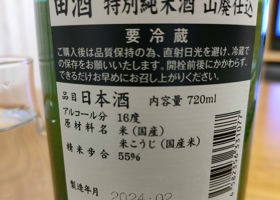 田酒 特別純米酒 山廃仕込
要冷蔵
ご購入後は品質保持の為、直射日光を避け、冷蔵で
の保存をお願いいたします。開栓前後にかかわらず、
できるだけお早めにお召し上がりください。
品目 日本酒 内容量 720ml
アルコール分 16度
原材料名 米(国産)
米こうじ(国産米)
精米歩合 55%
製造年月 2024.02